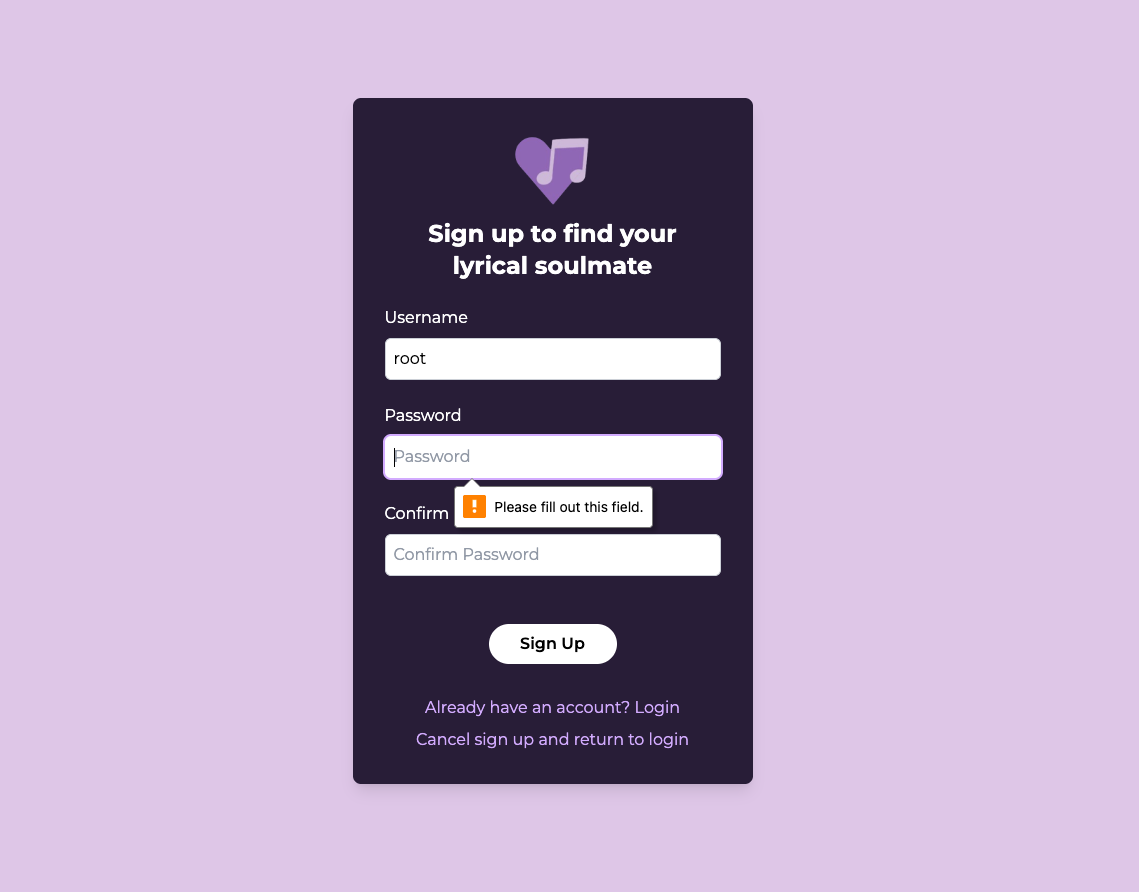 Sign up to find your
lyrical soulmate
Username
root
Password
Password
Please fill out this field.
Confirm
Confirm Password
Sign Up
Already have an account? Login
Cancel sign up and return to login